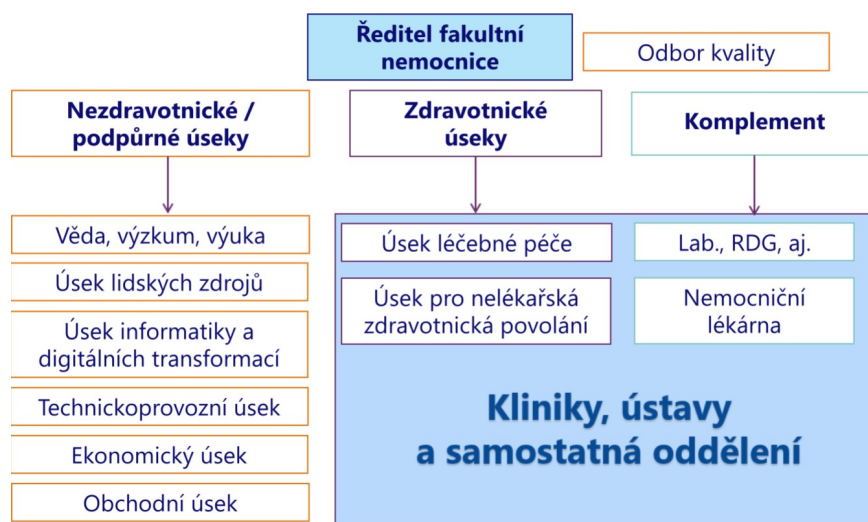 Ředitel fakultní
nemocnice
Odbor kvality
Nezdravotnické /
podpůrné úseky
Zdravotnické
úseky
Komplement
Věda, výzkum, výuka
Úsek lidských zdrojů
Úsek informatiky a
digitálních transformací
Technickoprovozní úsek
Ekonomický úsek
Obchodní úsek
Úsek léčebné péče
Úsek pro nelékařská
zdravotnická povolání
Lab., RDG, aj.
Nemocniční
lékárna
Kliniky, ústavy
a samostatná oddělení